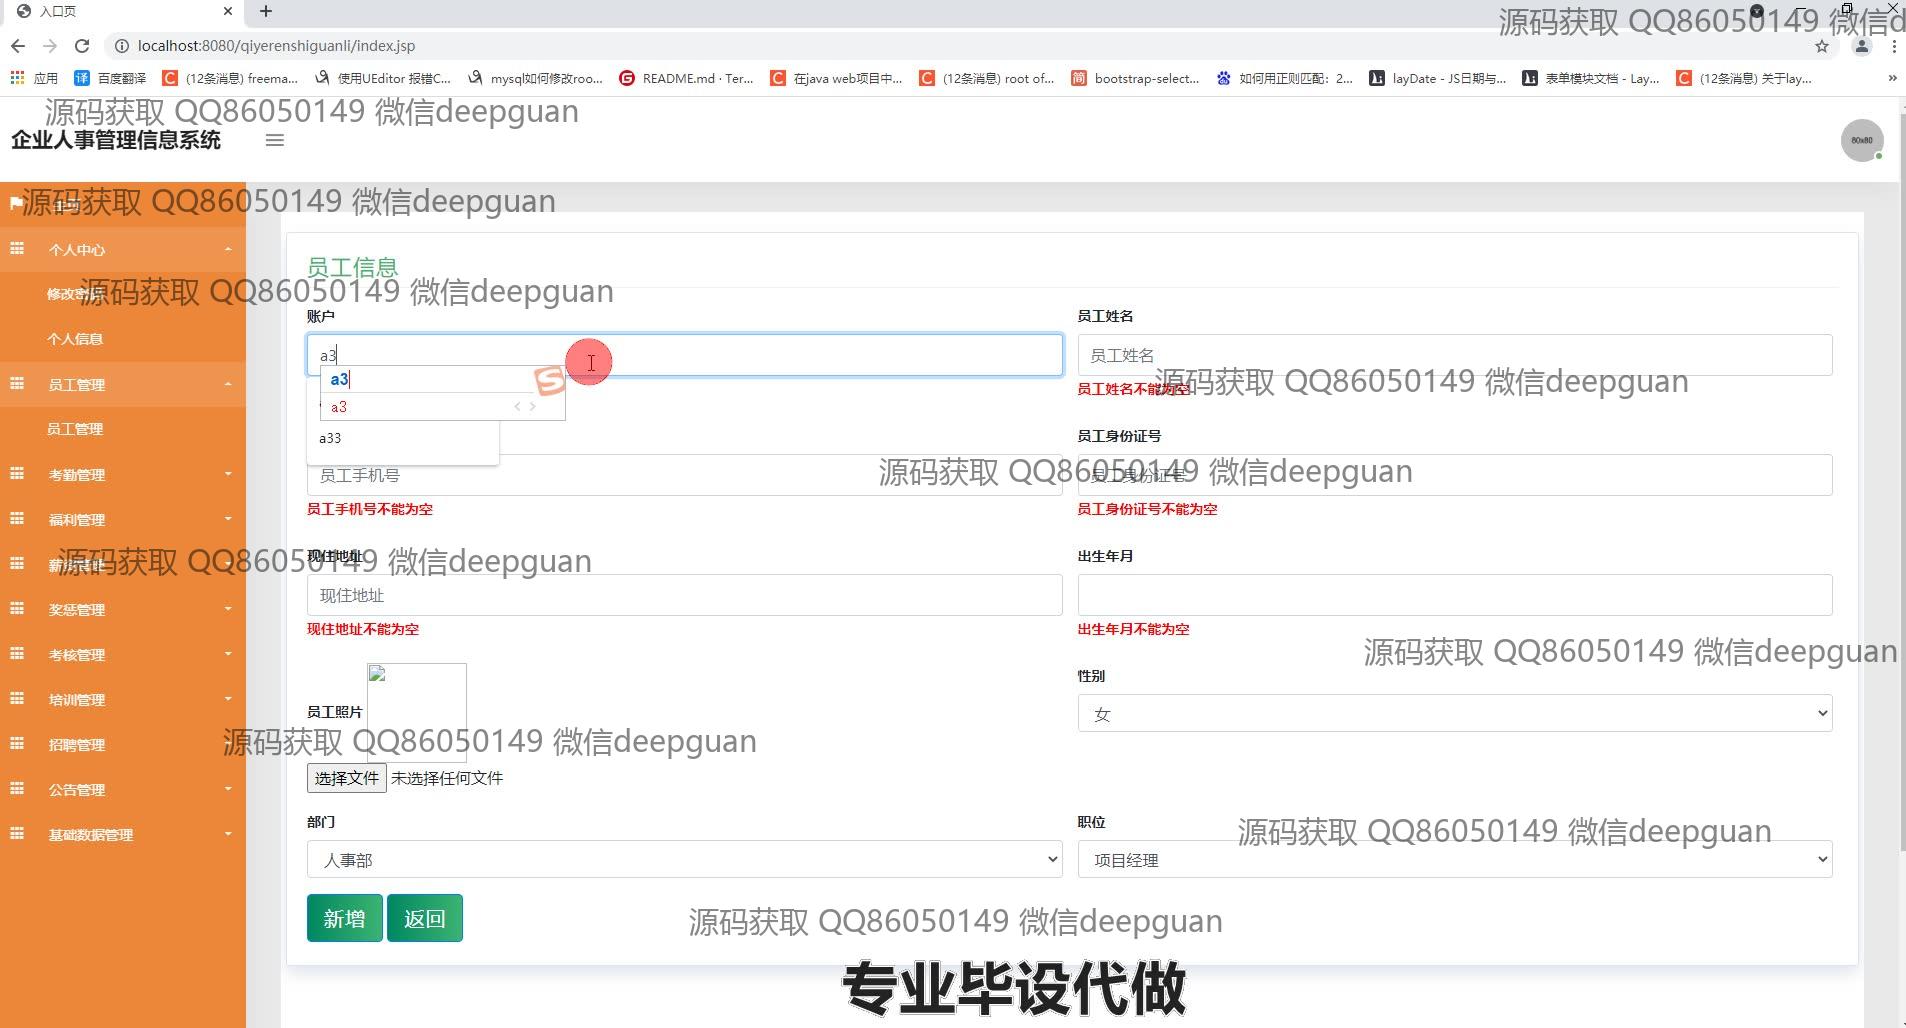 入口页
localhost:8080/qiyerenshiguanli/index.jsp
应用 百度翻译 (12条消息) freema... 使用UEditor 报错C... mysql如何修改roo... README.md · Ter... 在java web项目中... (12条消息) root of... bootstrap-select... 如何用正则匹配：2... layDate - JS日期与... 表单模块文档 - Lay... (12条消息) 关于lay...
源码获取 QQ86050149 微信d
源码获取 QQ86050149 微信deepguan
企业人事管理信息系统
80x80
源码获取 QQ86050149 微信deepguan
个人中心
源码获取 QQ86050149 微信deepguan
个人信息
员工管理
员工管理
考勤管理
福利管理
源码获取 QQ86050149 微信deepguan
奖惩管理
考核管理
培训管理
招聘管理
公告管理
基础数据管理
员工信息
账户
a3
a3
a3
a33
员工姓名
员工姓名
员工姓名不能为空
源码获取 QQ86050149 微信deepguan
员工手机号
员工手机号不能为空
员工身份证号
员工身份证号
源码获取 QQ86050149 微信deepguan
员工身份证号不能为空
现住地址
现住地址
现住地址不能为空
出生年月
出生年月不能为空
源码获取 QQ86050149 微信deepguan
员工照片
源码获取 QQ86050149 微信deepguan
选择文件 未选择任何文件
性别
女
部门
人事部
职位
源码获取 QQ86050149 微信deepguan
项目经理
新增 返回
源码获取 QQ86050149 微信deepguan
专业毕设代做